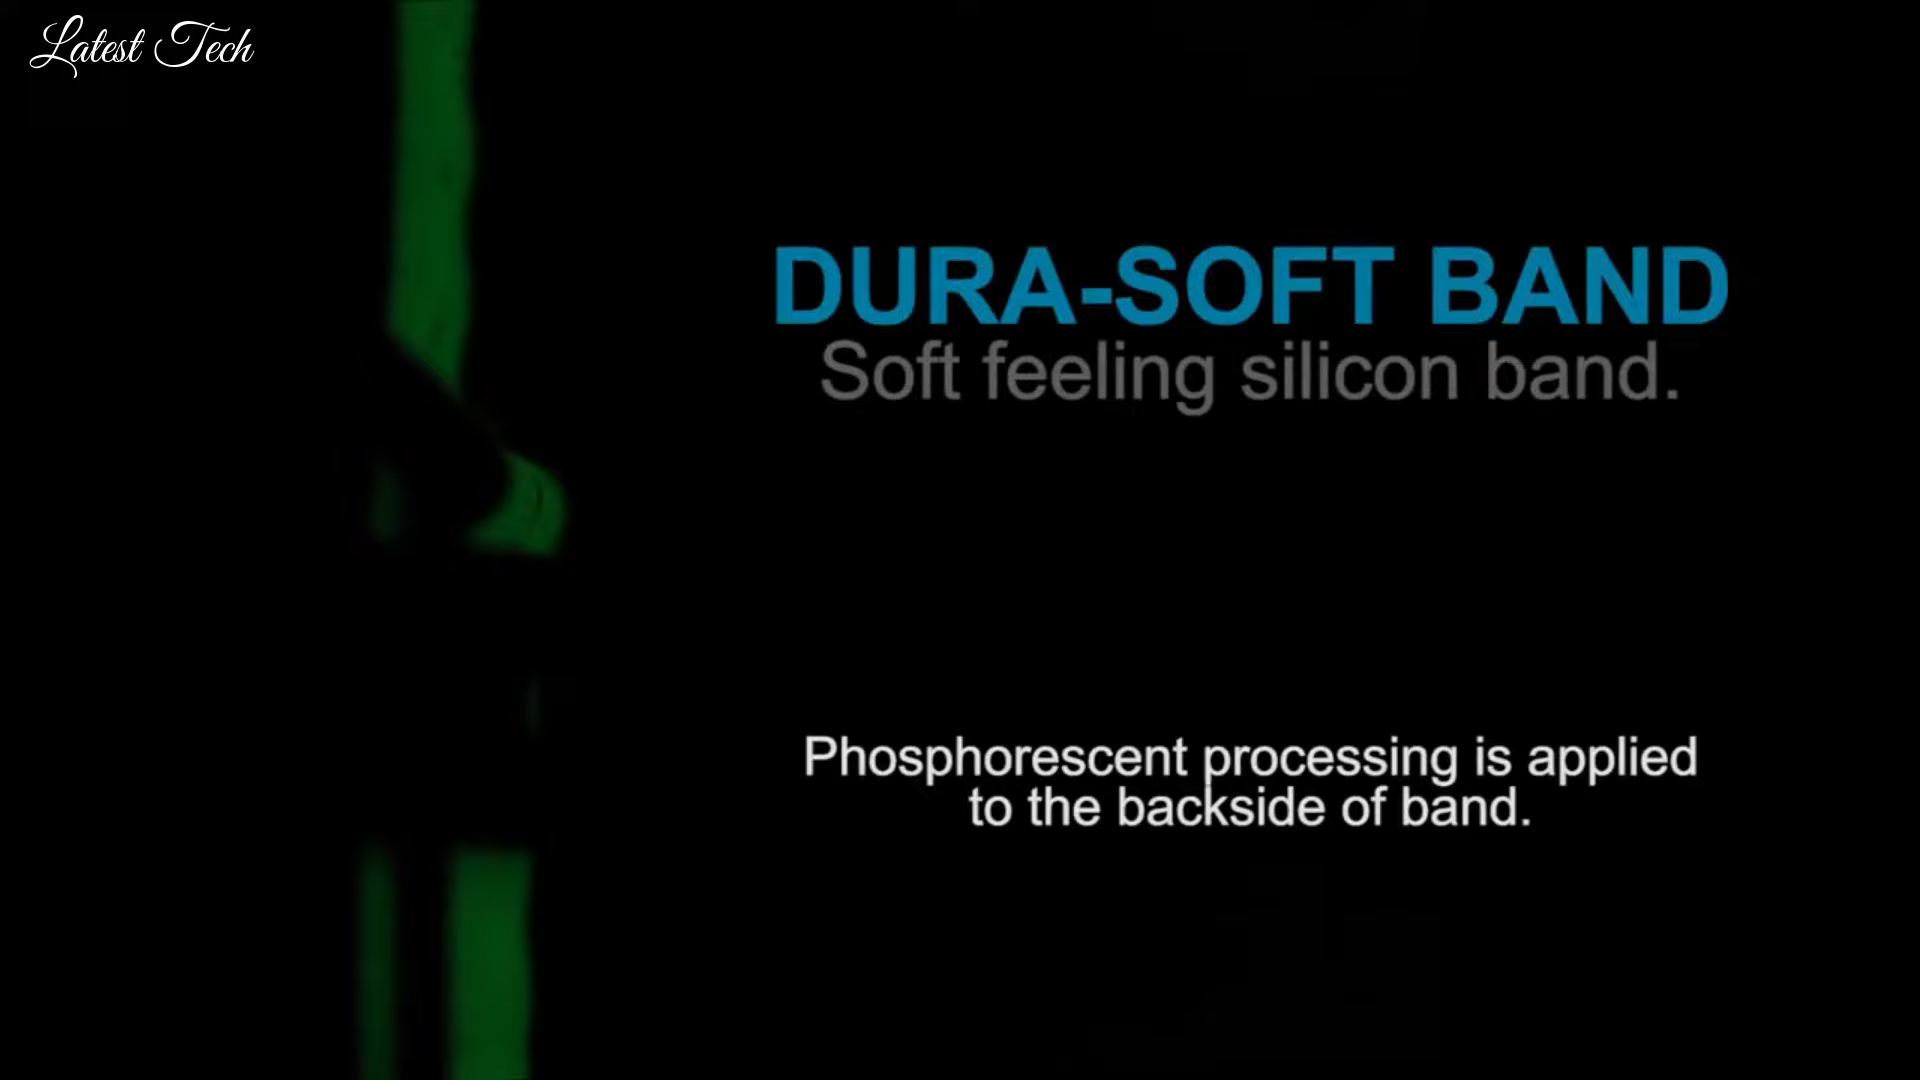 Latest Tech
DURA-SOFT BAND
Soft feeling silicon band.
Phosphorescent processing is applied
to the backside of band.